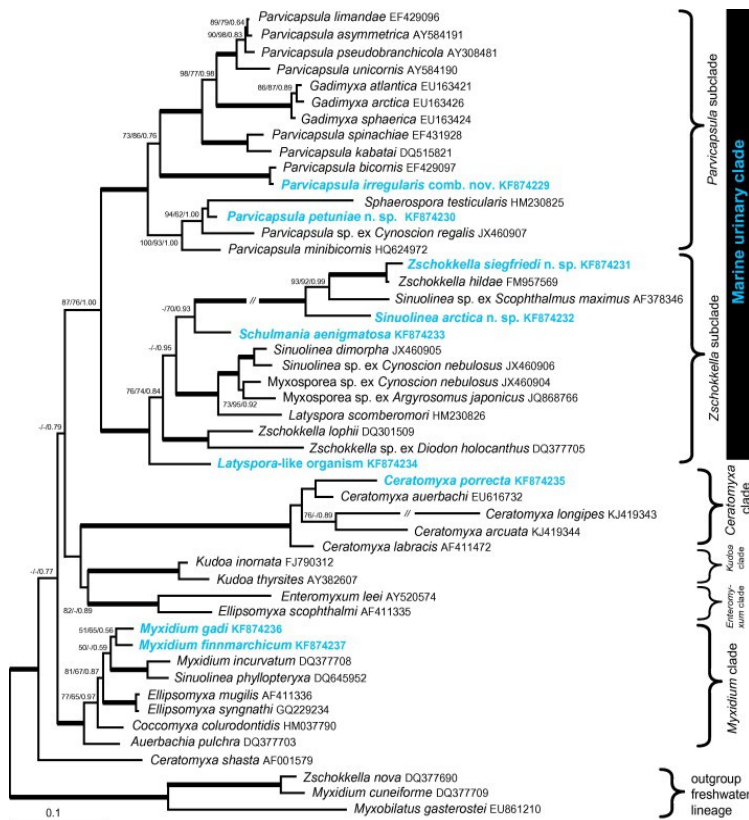 89/79/0.64
Parvicapsula limandae EF429096
90/98/0.83
Parvicapsula asymmetrica AY584191
Parvicapsula pseudobranchicola AY308481
98/77/0.98
Parvicapsula unicornis AY584190
86/87/0.89
Gadimyxa atlantica EU163421
Gadimyxa arctica EU163426
Gadimyxa sphaerica EU163424
73/86/0.76
Parvicapsula spinachiae EF431928
Parvicapsula kabatai DQ515821
Parvicapsula bicornis EF429097
Parvicapsula irregularis comb. nov. KF874229
Sphaerospora testicularis HM230825
94/62/1.00
Parvicapsula petuniae n. sp. KF874230
Parvicapsula sp. ex Cynoscion regalis JX460907
100/93/1.00
Parvicapsula minibicornis HQ624972
Parvicapsula subclade
Marine urinary clade
Zschokkella siegfriedi n. sp. KF874231
93/92/0.99
Zschokkella hildae FM957569
87/76/1.00
-/70/0.93
//
Sinuolinea sp. ex Scophthalmus maximus AF378346
Sinuolinea arctica n. sp. KF874232
Schulmania aenigmatosa KF874233
-/-/0.95
Sinuolinea dimorpha JX460905
Sinuolinea sp. ex Cynoscion nebulosus JX460906
76/74/0.84
Myxosporea sp. ex Cynoscion nebulosus JX460904
73/95/0.92
Myxosporea sp. ex Argyrosomus japonicus JQ868766
Latyspora scomberomori HM230826
-/-/0.79
Zschokkella lophii DQ301509
Zschokkella sp. ex Diodon holocanthus DQ377705
Latyspora-like organism KF874234
Zschokkella subclade
Ceratomyxa porrecta KF874235
Ceratomyxa auerbachi EU616732
76/-/0.89
//
Ceratomyxa longipes KJ419343
Ceratomyxa arcuata KJ419344
Ceratomyxa labracis AF411472
Ceratomyxa
clade
-/-/0.77
Kudoa inornata FJ790312
Kudoa thyrsites AY382607
Kudoa
clade
Enteromyxum leei AY520574
82/-/0.89
Ellipsomyxa scophthalmi AF411335
Enteromy-
xum clade
51/65/0.56
Myxidium gadi KF874236
50/-/0.59
Myxidium finnmarchicum KF874237
Myxidium incurvatum DQ377708
81/67/0.87
Sinuolinea phyllopteryxa DQ645952
77/65/0.97
Ellipsomyxa mugilis AF411336
Ellipsomyxa syngnathi GQ229234
Coccomyxa colurodontidis HM037790
Auerbachia pulchra DQ377703
Myxidium clade
Ceratomyxa shasta AF001579
Zschokkella nova DQ377690
Myxidium cuneiforme DQ377709
Myxobilatus gasterostei EU861210
outgroup
freshwater
lineage
0.1